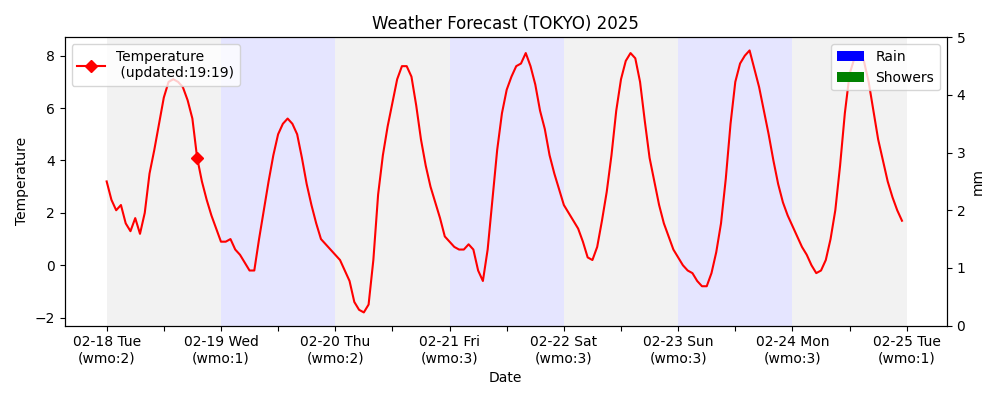 Weather Forecast (TOKYO) 2025
Temperature
(updated:19:19)
Rain
Showers
Temperature
8
6
4
2
0
−2
5
4
3
2
1
0
mm
02-18 Tue
(wmo:2)
02-19 Wed
(wmo:1)
02-20 Thu
(wmo:2)
02-21 Fri
(wmo:3)
02-22 Sat
(wmo:3)
02-23 Sun
(wmo:3)
02-24 Mon
(wmo:3)
02-25 Tue
(wmo:1)
Date